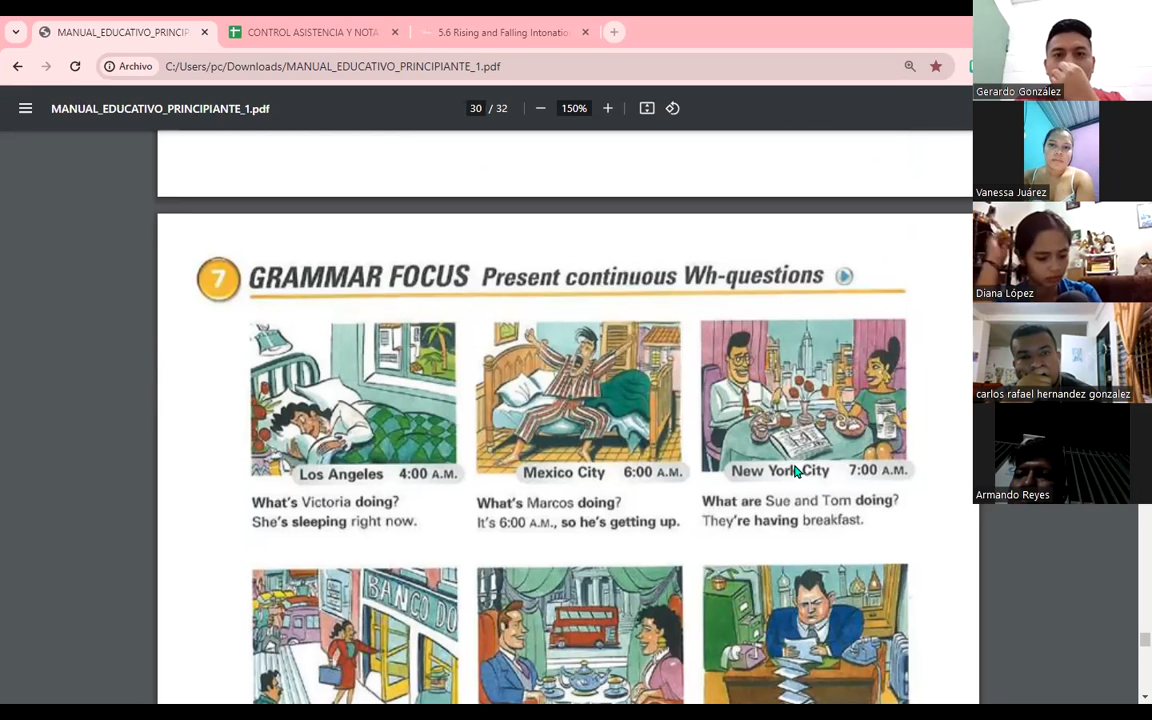 MANUAL_EDUCATIVO_PRINCIP
CONTROL ASISTENCIA Y NOTA
5.6 Rising and Falling Intonatio
Archivo
C:/Users/pc/Downloads/MANUAL_EDUCATIVO_PRINCIPIANTE_1.pdf
MANUAL_EDUCATIVO_PRINCIPIANTE_1.pdf
30 / 32
150%
7 GRAMMAR FOCUS Present continuous Wh-questions
Los Angeles 4:00 A.M.
Mexico City 6:00 A.M.
New York City 7:00 A.M.
What's Victoria doing?
She's sleeping right now.
What's Marcos doing?
It's 6:00 A.M., so he's getting up.
What are Sue and Tom doing?
They're having breakfast.
BANCO DO
Gerardo González
Vanessa Juárez
Diana López
carlos rafael hernandez gonzalez
Armando Reyes